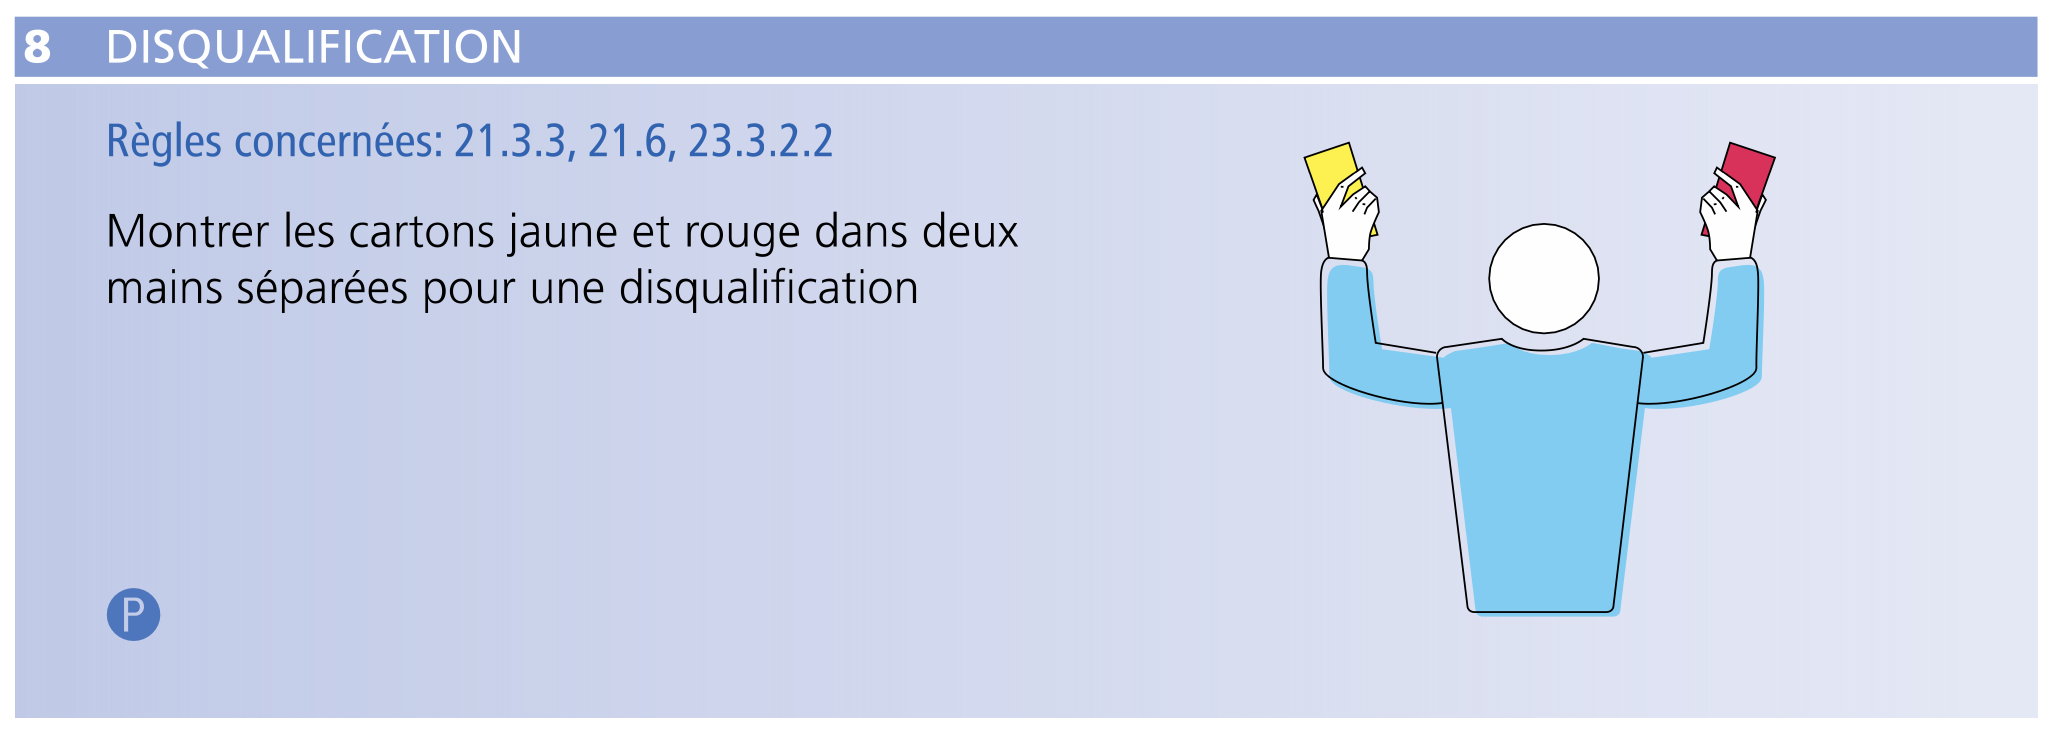 8 DISQUALIFICATION
Règles concernées: 21.3.3, 21.6, 23.3.2.2
Montrer les cartons jaune et rouge dans deux
mains séparées pour une disqualification
P